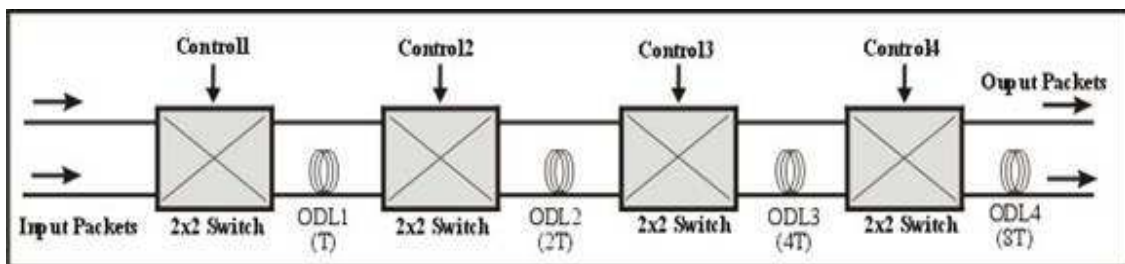 Control1
Control2
Control3
Control4
Ouput Packets
Input Packets
2x2 Switch
ODL1
(T)
2x2 Switch
ODL2
(2T)
2x2 Switch
ODL3
(4T)
2x2 Switch
ODL4
(8T)